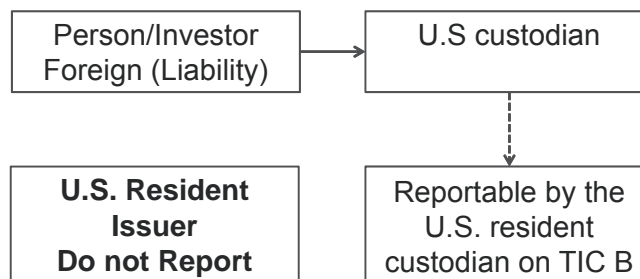 Person/Investor
Foreign (Liability)
U.S custodian
U.S. Resident
Issuer
Do not Report
Reportable by the
U.S. resident
custodian on TIC B